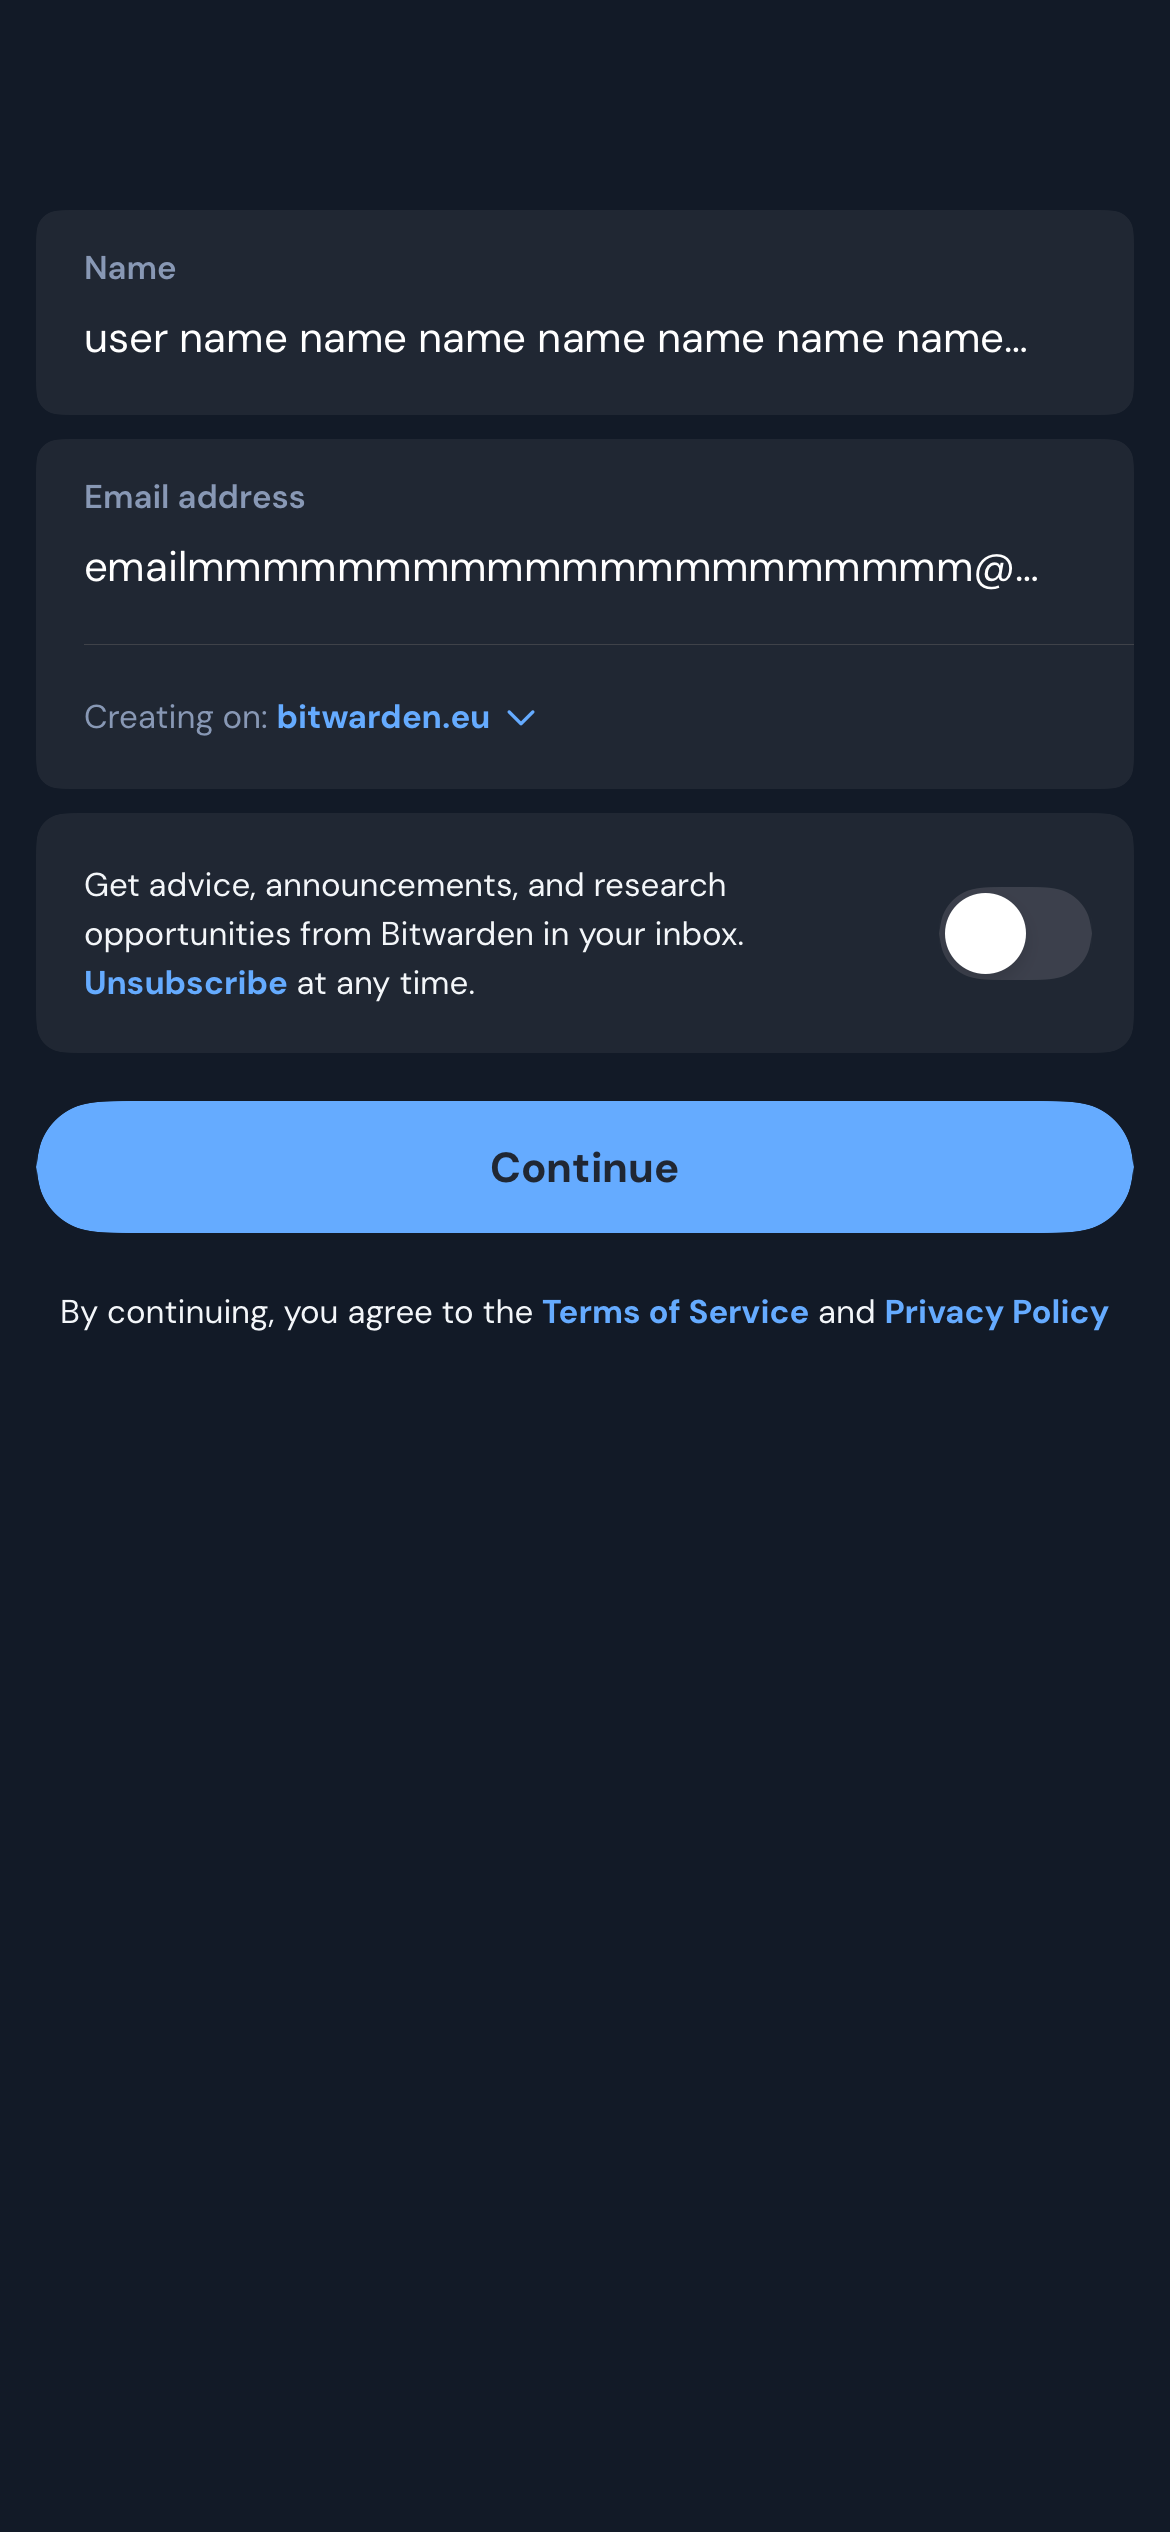 Name
user name name name name name name name...
Email address
emailmmmmmmmmmmmmmmmmmmmmm@...
Creating on: bitwarden.eu
Get advice, announcements, and research
opportunities from Bitwarden in your inbox.
Unsubscribe at any time.
Continue
By continuing, you agree to the Terms of Service and Privacy Policy